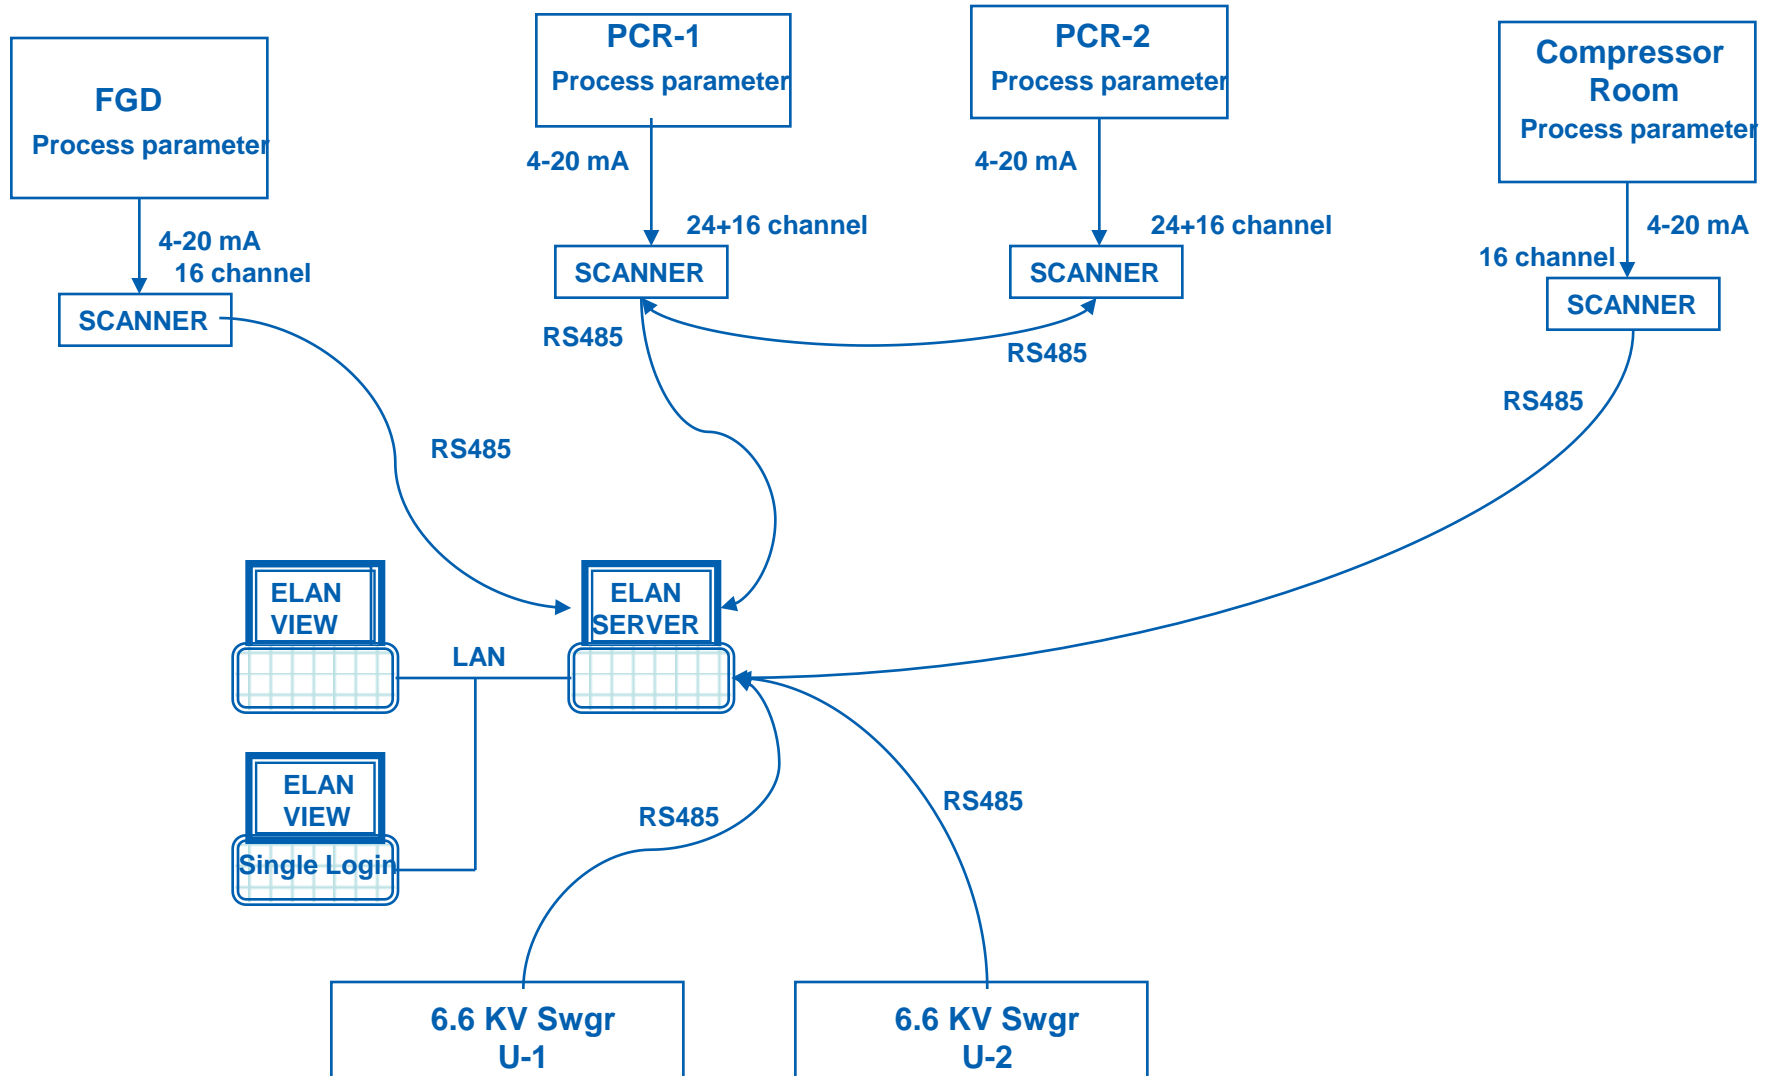 FGD
Process parameter
PCR-1
Process parameter
PCR-2
Process parameter
Compressor
Room
Process parameter
4-20 mA
16 channel
4-20 mA
24+16 channel
4-20 mA
24+16 channel
4-20 mA
16 channel
SCANNER
SCANNER
SCANNER
SCANNER
RS485
RS485
RS485
RS485
ELAN
VIEW
ELAN
SERVER
LAN
ELAN
VIEW
Single Login
RS485
RS485
6.6 KV Swgr
U-1
6.6 KV Swgr
U-2